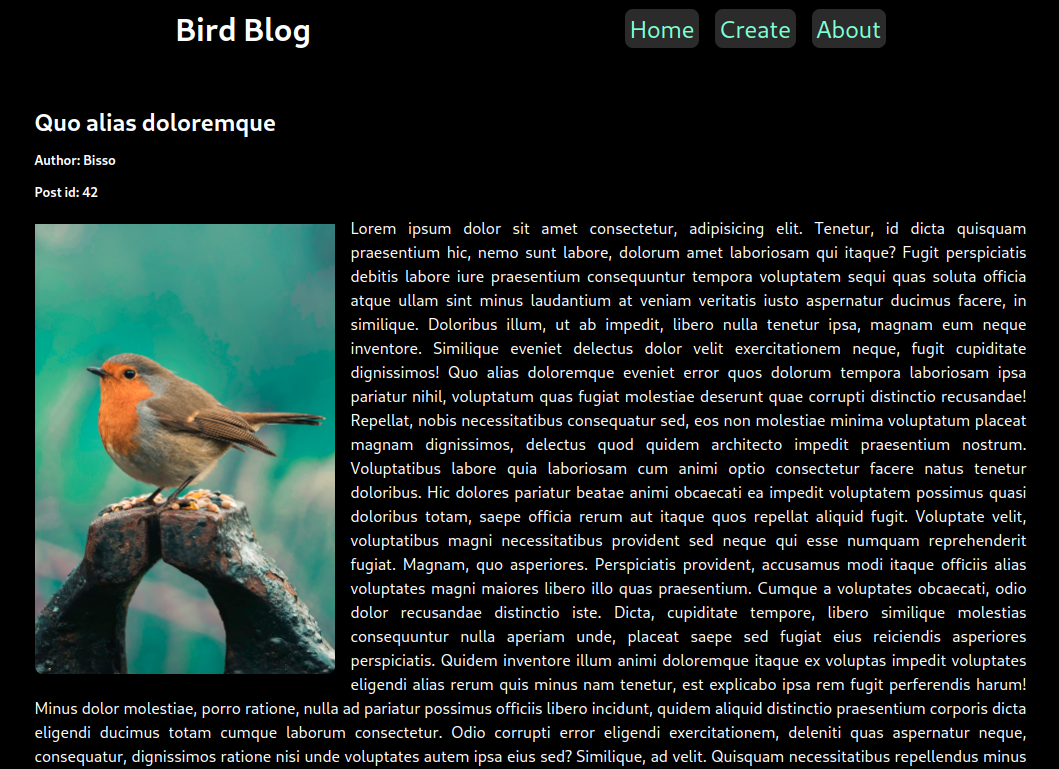 Bird Blog
Home Create About
Quo alias doloremque
Author: Bisso
Post id: 42
Lorem ipsum dolor sit amet consectetur, adipisicing elit. Tenetur, id dicta quisquam
praesentium hic, nemo sunt labore, dolorum amet laboriosam qui itaque? Fugit perspiciatis
debitis labore iure praesentium consequuntur tempora voluptatem sequi quas soluta officia
atque ullam sint minus laudantium at veniam veritatis iusto aspernatur ducimus facere, in
similique. Doloribus illum, ut ab impedit, libero nulla tenetur ipsa, magnam eum neque
inventore. Similique eveniet delectus dolor velit exercitationem neque, fugit cupiditate
dignissimos! Quo alias doloremque eveniet error quos dolorum tempora laboriosam ipsa
pariatur nihil, voluptatum quas fugiat molestiae deserunt quae corrupti distinctio recusandae!
Repellat, nobis necessitatibus consequatur sed, eos non molestiae minima voluptatum placeat
magnam dignissimos, delectus quod quidem architecto impedit praesentium nostrum.
Voluptatibus labore quia laboriosam cum animi optio consectetur facere natus tenetur
doloribus. Hic dolores pariatur beatae animi obcaecati ea impedit voluptatem possimus quasi
doloribus totam, saepe officia rerum aut itaque quos repellat aliquid fugit. Voluptate velit,
voluptatibus magni necessitatibus provident sed neque qui esse numquam reprehenderit
fugiat. Magnam, quo asperiores. Perspiciatis provident, accusamus modi itaque officiis alias
voluptates magni maiores libero illo quas praesentium. Cumque a voluptates obcaecati, odio
dolor recusandae distinctio iste. Dicta, cupiditate tempore, libero similique molestias
consequuntur nulla aperiam unde, placeat saepe sed fugiat eius reiciendis asperiores
perspiciatis. Quidem inventore illum animi doloremque itaque ex voluptas impedit voluptates
eligendi alias rerum quis minus nam tenetur, est explicabo ipsa rem fugit perferendis harum!
Minus dolor molestiae, porro ratione, nulla ad pariatur possimus officiis libero incidunt, quidem aliquid distinctio praesentium corporis dicta
eligendi ducimus totam cumque laborum consectetur. Odio corrupti error eligendi exercitationem, deleniti quas aspernatur neque,
consequatur, dignissimos ratione nisi unde voluptates autem ipsa eius sed? Similique, ad velit. Quisquam necessitatibus repellendus minus